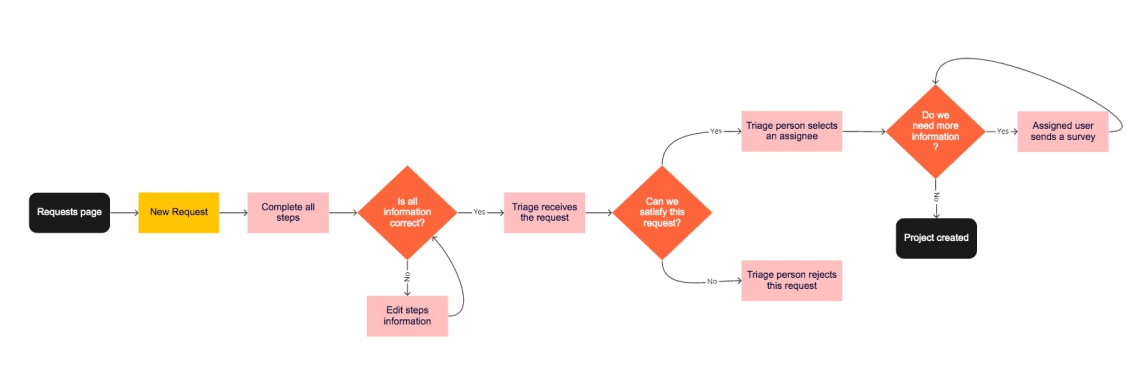 Requests page
New Request
Complete all
steps
Is all
information
correct?
No
Edit steps
information
Yes
Triage receives
the request
Can we
satisfy this
request?
Yes
Triage person selects
an assignee
No
Triage person rejects
this request
Do we
need more
information
?
Yes
Assigned user
sends a survey
No
Project created